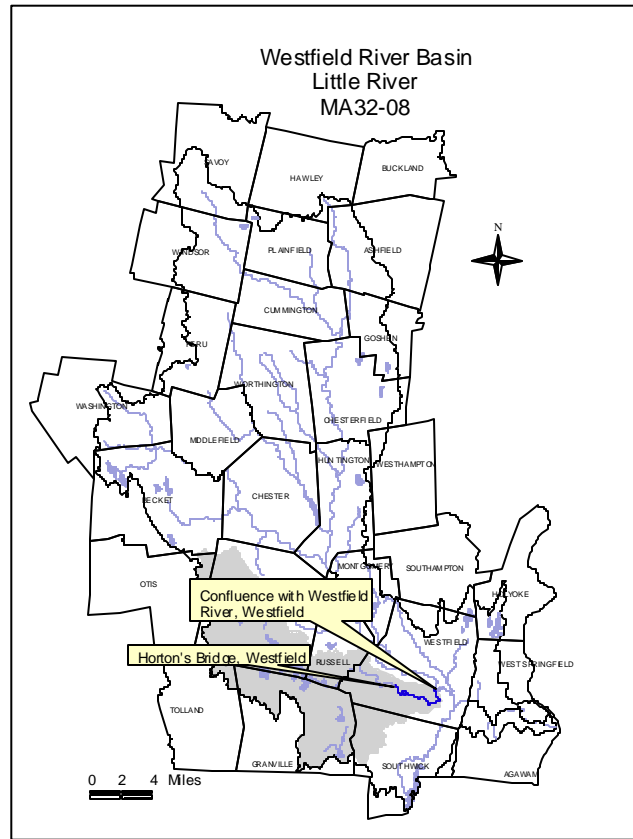 Westfield River Basin
Little River
MA32-08
SAVOY
HAWLEY
BUCKLAND
N
WINDSOR
PLAINFIELD
ASHFIELD
CUMMINGTON
GOSHEN
PERU
WORTHINGTON
WASHINGTON
CHESTERFIELD
MIDDLEFIELD
HUNTINGTON
WESTHAMPTON
BECKET
CHESTER
MONTGOMERY
SOUTHAMPTON
OTIS
HOLYOKE
Confluence with Westfield
River, Westfield
WESTFIELD
Horton's Bridge, Westfield
RUSSELL
WEST SPRINGFIELD
TOLLAND
GRANVILLE
SOUTHWICK
AGAWAM
0 2 4 Miles